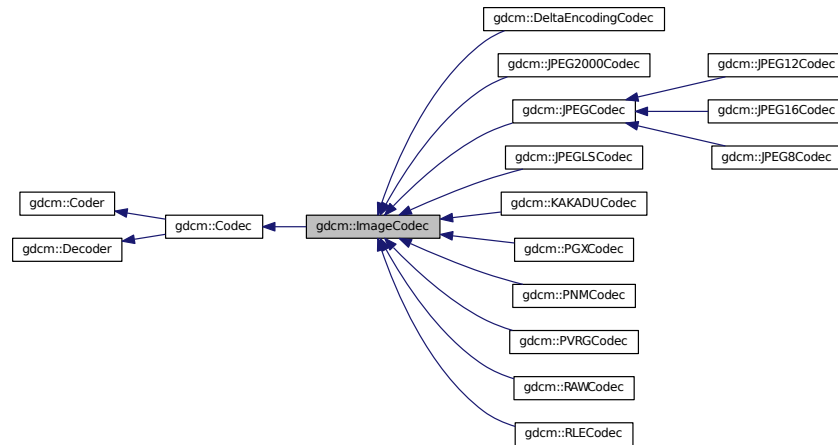 gdcm::DeltaEncodingCodec
gdcm::JPEG2000Codec
gdcm::JPEG12Codec
gdcm::JPEGCodec
gdcm::JPEG16Codec
gdcm::JPEG8Codec
gdcm::JPEGLSCodec
gdcm::Coder
gdcm::KAKADUCodec
gdcm::Codec
gdcm::ImageCodec
gdcm::Decoder
gdcm::PGXCodec
gdcm::PNMCodec
gdcm::PVRGCodec
gdcm::RAWCodec
gdcm::RLECodec